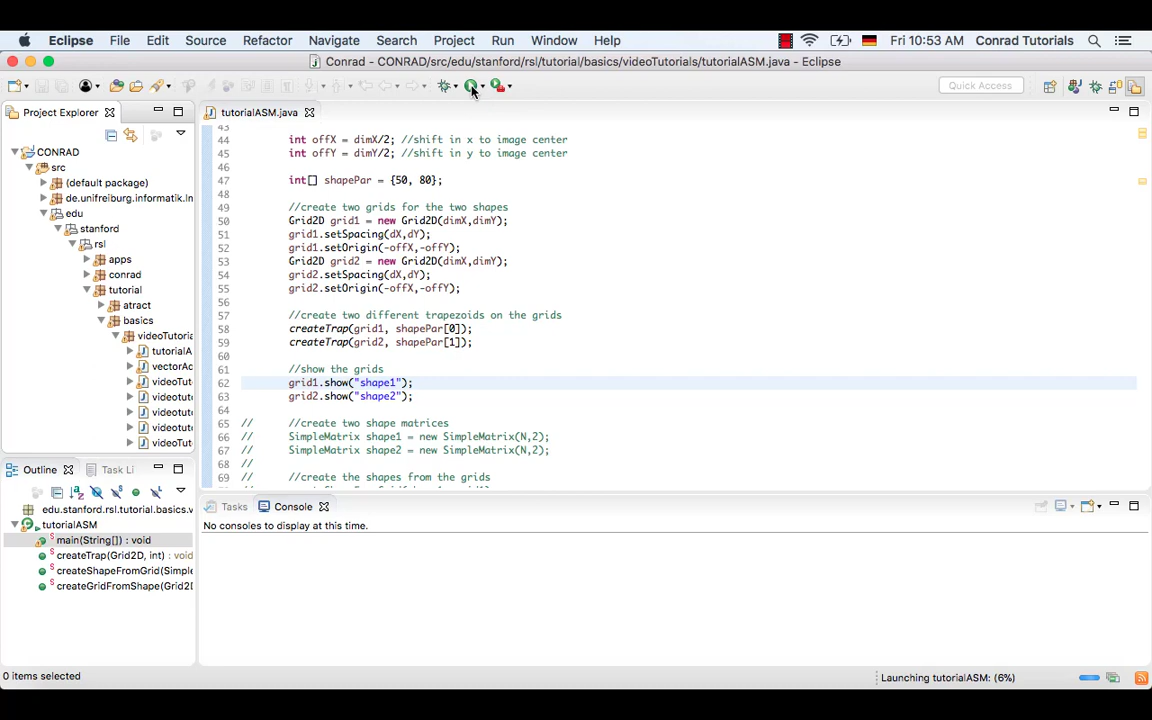 Eclipse File Edit Source Refactor Navigate Search Project Run Window Help Fri 10:53 AM Conrad Tutorials
Conrad - CONRAD/src/edu/stanford/rsl/tutorial/basics/videoTutorials/tutorialASM.java - Eclipse
Quick Access
Project Explorer
CONRAD
src
(default package)
de.unifreiburg.informatik.lm
edu
stanford
rsl
apps
conrad
tutorial
atract
basics
videoTutoria
tutorialA
vectorAc
videoTut
videotut
videotut
videotut
videoTut
tutorialASM.java
43
44 int offX = dimX/2; //shift in x to image center
45 int offY = dimY/2; //shift in y to image center
46
47 int[] shapePar = {50, 80};
48
49 //create two grids for the two shapes
50 Grid2D grid1 = new Grid2D(dimX,dimY);
51 grid1.setSpacing(dX,dY);
52 grid1.setOrigin(-offX,-offY);
53 Grid2D grid2 = new Grid2D(dimX,dimY);
54 grid2.setSpacing(dX,dY);
55 grid2.setOrigin(-offX,-offY);
56
57 //create two different trapezoids on the grids
58 createTrap(grid1, shapePar[0]);
59 createTrap(grid2, shapePar[1]);
60
61 //show the grids
62 grid1.show("shape1");
63 grid2.show("shape2");
64
65 // //create two shape matrices
66 // SimpleMatrix shape1 = new SimpleMatrix(N,2);
67 // SimpleMatrix shape2 = new SimpleMatrix(N,2);
68 //
69 // //create the shapes from the grids
Outline Task Li
edu.stanford.rsl.tutorial.basics.v
tutorialASM
main(String[]) : void
createTrap(Grid2D, int) : void
createShapeFromGrid(Simple
createGridFromShape(Grid2D
Tasks Console
No consoles to display at this time.
0 items selected
Launching tutorialASM: (6%)